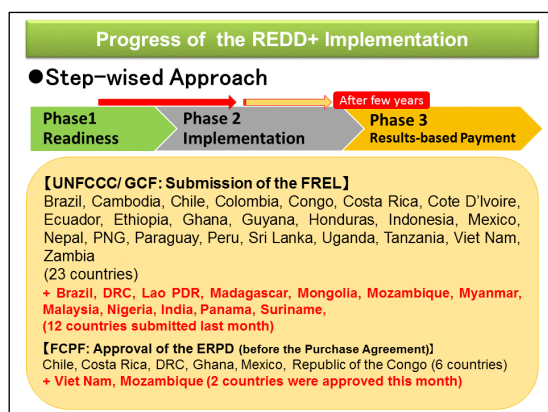 Progress of the REDD+ Implementation
●Step-wised Approach
After few years
Phase1
Readiness
Phase 2
Implementation
Phase 3
Results-based Payment
【UNFCCC/ GCF: Submission of the FREL】
Brazil, Cambodia, Chile, Colombia, Congo, Costa Rica, Cote D'Ivoire,
Ecuador, Ethiopia, Ghana, Guyana, Honduras, Indonesia, Mexico,
Nepal, PNG, Paraguay, Peru, Sri Lanka, Uganda, Tanzania, Viet Nam,
Zambia
(23 countries)
+ Brazil, DRC, Lao PDR, Madagascar, Mongolia, Mozambique, Myanmar,
Malaysia, Nigeria, India, Panama, Suriname,
(12 countries submitted last month)
【FCPF: Approval of the ERPD (before the Purchase Agreement)】
Chile, Costa Rica, DRC, Ghana, Mexico, Republic of the Congo (6 countries)
+ Viet Nam, Mozambique (2 countries were approved this month)